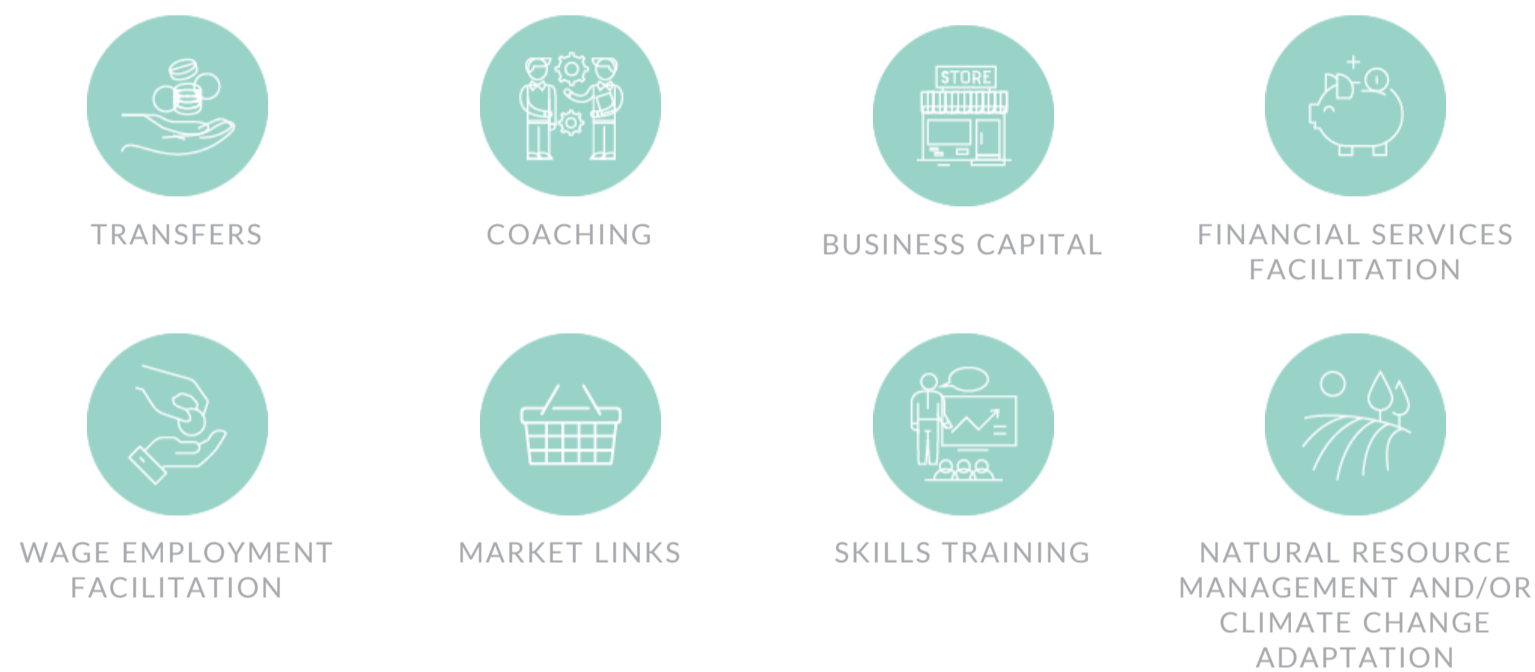 STORE
TRANSFERS
COACHING
BUSINESS CAPITAL
FINANCIAL SERVICES
FACILITATION
WAGE EMPLOYMENT
FACILITATION
MARKET LINKS
SKILLS TRAINING
NATURAL RESOURCE
MANAGEMENT AND/OR
CLIMATE CHANGE
ADAPTATION